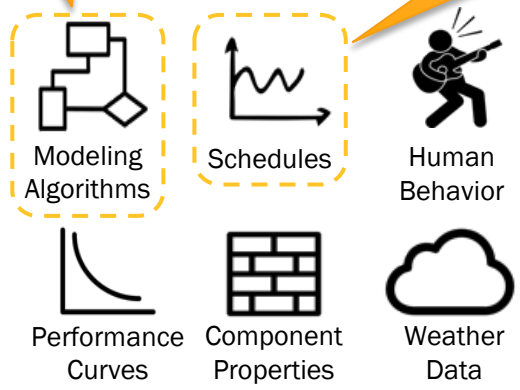 Modeling
Algorithms
Schedules
Human
Behavior
Performance
Curves
Component
Properties
Weather
Data